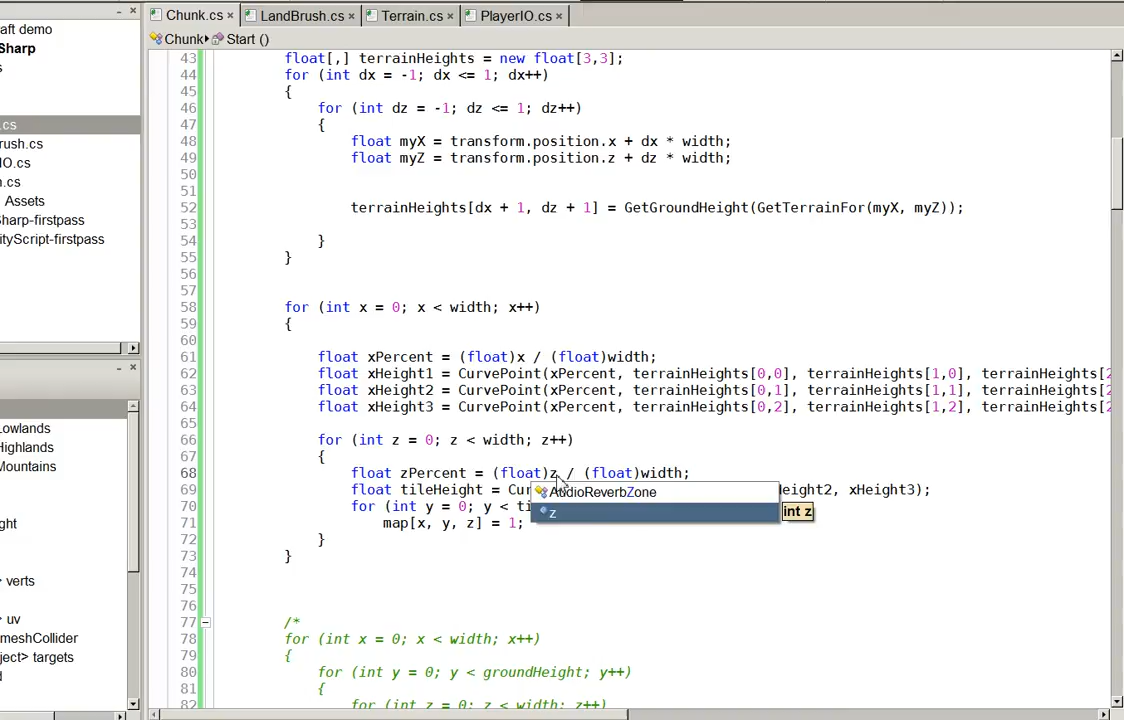 Chunk.cs ×
LandBrush.cs ×
Terrain.cs ×
PlayerIO.cs ×
Chunk
Start ()
aft demo
Sharp
s
.cs
rush.cs
IO.cs
n.cs
Assets
Sharp-firstpass
ityScript-firstpass
Lowlands
Highlands
Mountains
ght
verts
uv
meshCollider
ject> targets
d
43 float[,] terrainHeights = new float[3,3];
44 for (int dx = -1; dx <= 1; dx++)
45 {
46 for (int dz = -1; dz <= 1; dz++)
47 {
48 float myX = transform.position.x + dx * width;
49 float myZ = transform.position.z + dz * width;
50
51
52 terrainHeights[dx + 1, dz + 1] = GetGroundHeight(GetTerrainFor(myX, myZ));
53
54 }
55 }
56
57
58 for (int x = 0; x < width; x++)
59 {
60
61 float xPercent = (float)x / (float)width;
62 float xHeight1 = CurvePoint(xPercent, terrainHeights[0,0], terrainHeights[1,0], terrainHeights[2
63 float xHeight2 = CurvePoint(xPercent, terrainHeights[0,1], terrainHeights[1,1], terrainHeights[2
64 float xHeight3 = CurvePoint(xPercent, terrainHeights[0,2], terrainHeights[1,2], terrainHeights[2
65
66 for (int z = 0; z < width; z++)
67 {
68 float zPercent = (float)z / (float)width;
69 float tileHeight = Cur eight2, xHeight3);
AudioReverbZone
z
int z
70 for (int y = 0; y < ti
71 map[x, y, z] = 1;
72 }
73 }
74
75
76
77 /*
78 for (int x = 0; x < width; x++)
79 {
80 for (int y = 0; y < groundHeight; y++)
81 {
82 for (int z = 0; z < width; z++)